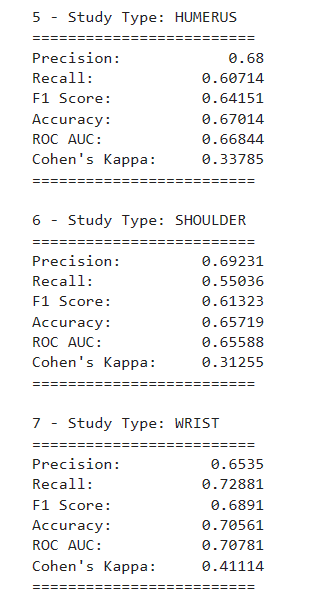 5 - Study Type: HUMERUS
==========================
Precision: 0.68
Recall: 0.60714
F1 Score: 0.64151
Accuracy: 0.67014
ROC AUC: 0.66844
Cohen's Kappa: 0.33785
==========================
6 - Study Type: SHOULDER
==========================
Precision: 0.69231
Recall: 0.55036
F1 Score: 0.61323
Accuracy: 0.65719
ROC AUC: 0.65588
Cohen's Kappa: 0.31255
==========================
7 - Study Type: WRIST
==========================
Precision: 0.6535
Recall: 0.72881
F1 Score: 0.6891
Accuracy: 0.70561
ROC AUC: 0.70781
Cohen's Kappa: 0.41114
==========================